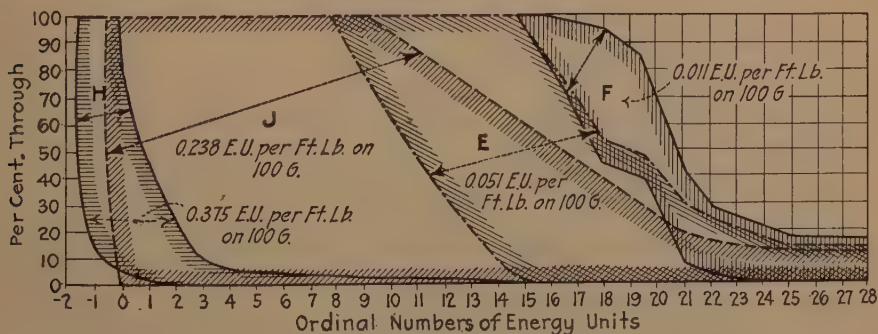 100
90
80
70
60
50
40
30
20
10
0
Per Cent. Through
H
J
E
F
0.011 E.U. per Ft. Lb.
on 100 G.
0.238 E.U. per Ft. Lb. on
100 G.
0.051 E.U. per
Ft. Lb. on 100 G.
0.375 E.U. per Ft. Lb.
on 100 G.
-2 -1 0 1 2 3 4 5 6 7 8 9 10 11 12 13 14 15 16 17 18 19 20 21 22 23 24 25 26 27 28
Ordinal Numbers of Energy Units